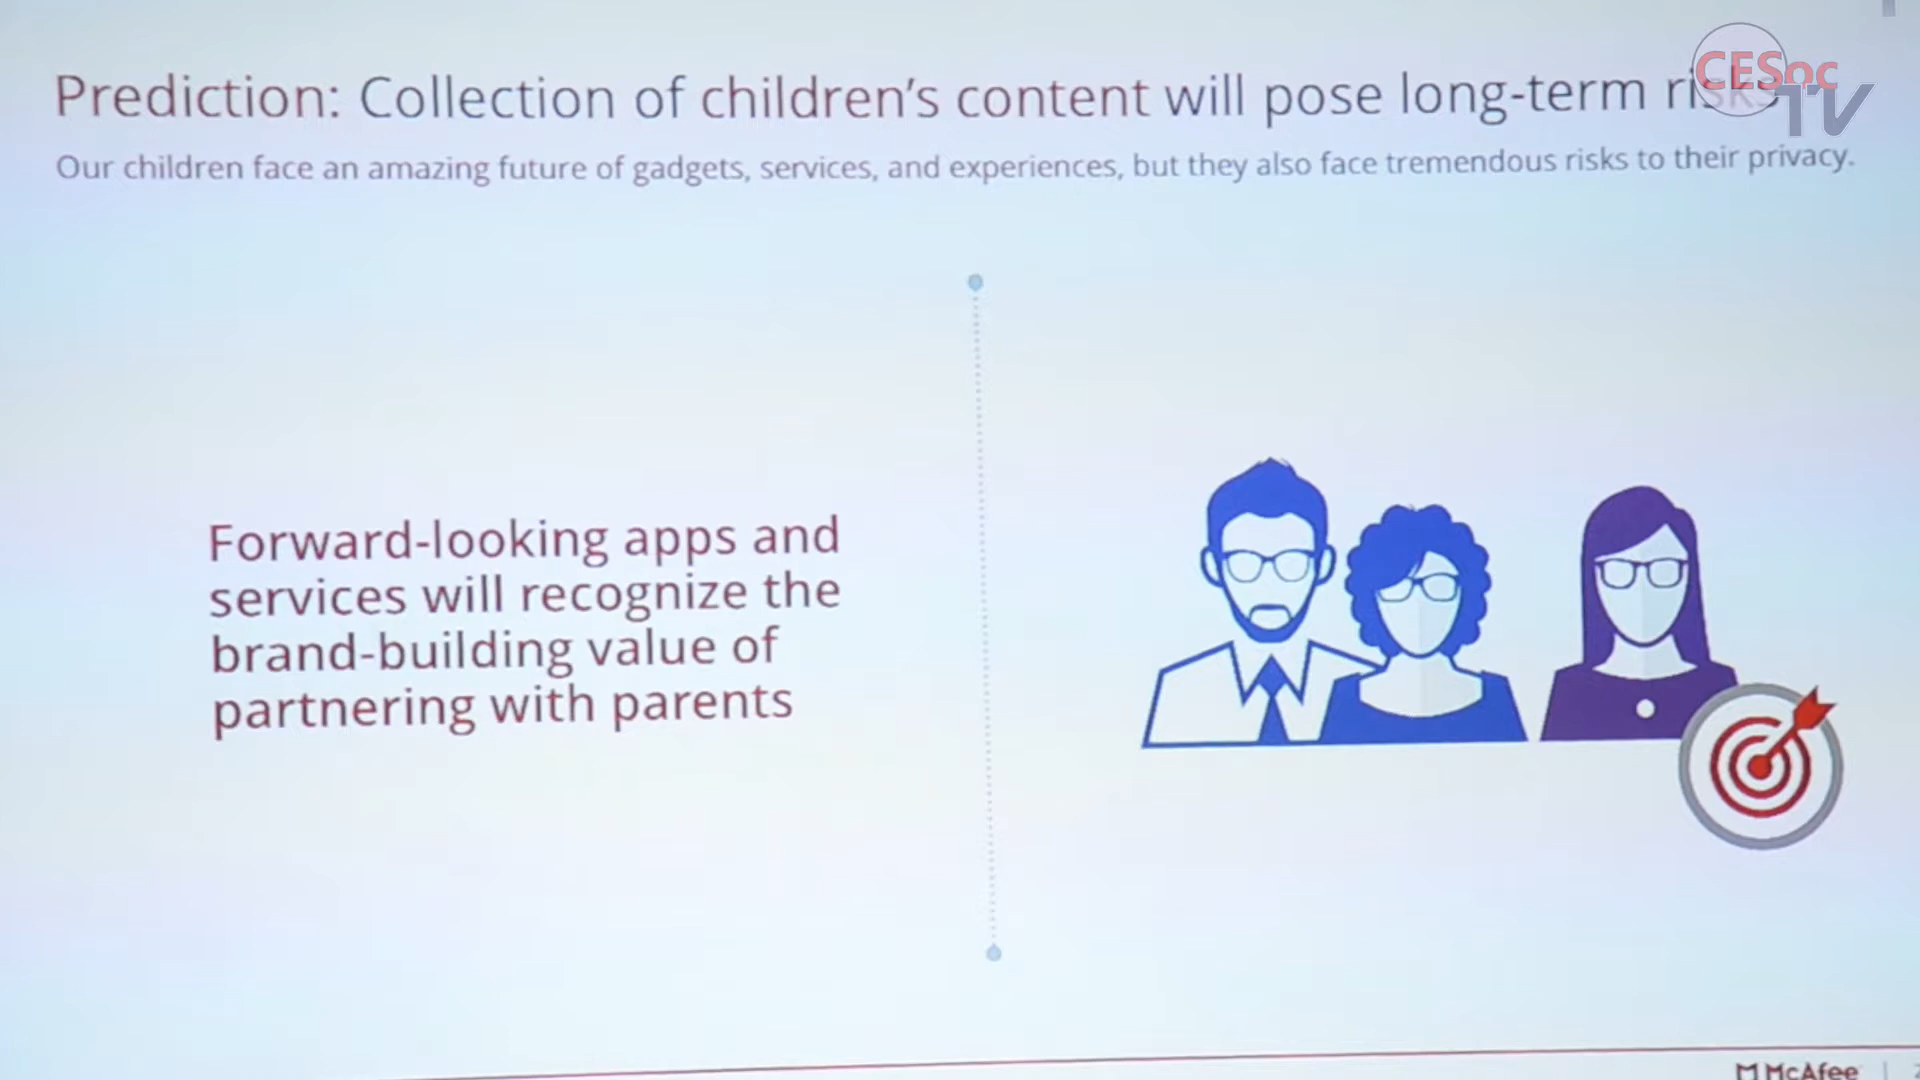 Prediction: Collection of children's content will pose long-term risks
Our children face an amazing future of gadgets, services, and experiences, but they also face tremendous risks to their privacy.
Forward-looking apps and
services will recognize the
brand-building value of
partnering with parents
CESoc
TV
McAfee